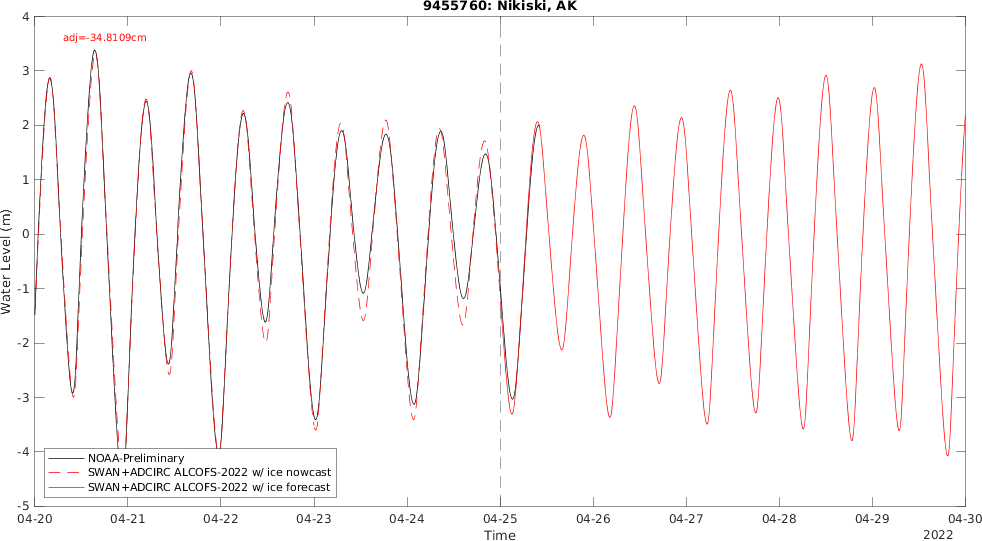 9455760: Nikiski, AK
adj=-34.8109cm
4
3
2
1
0
-1
-2
-3
-4
-5
Water Level (m)
NOAA-Preliminary
SWAN+ADCIRC ALCOFS-2022 w/ ice nowcast
SWAN+ADCIRC ALCOFS-2022 w/ ice forecast
04-20 04-21 04-22 04-23 04-24 04-25 04-26 04-27 04-28 04-29 04-30
Time
2022